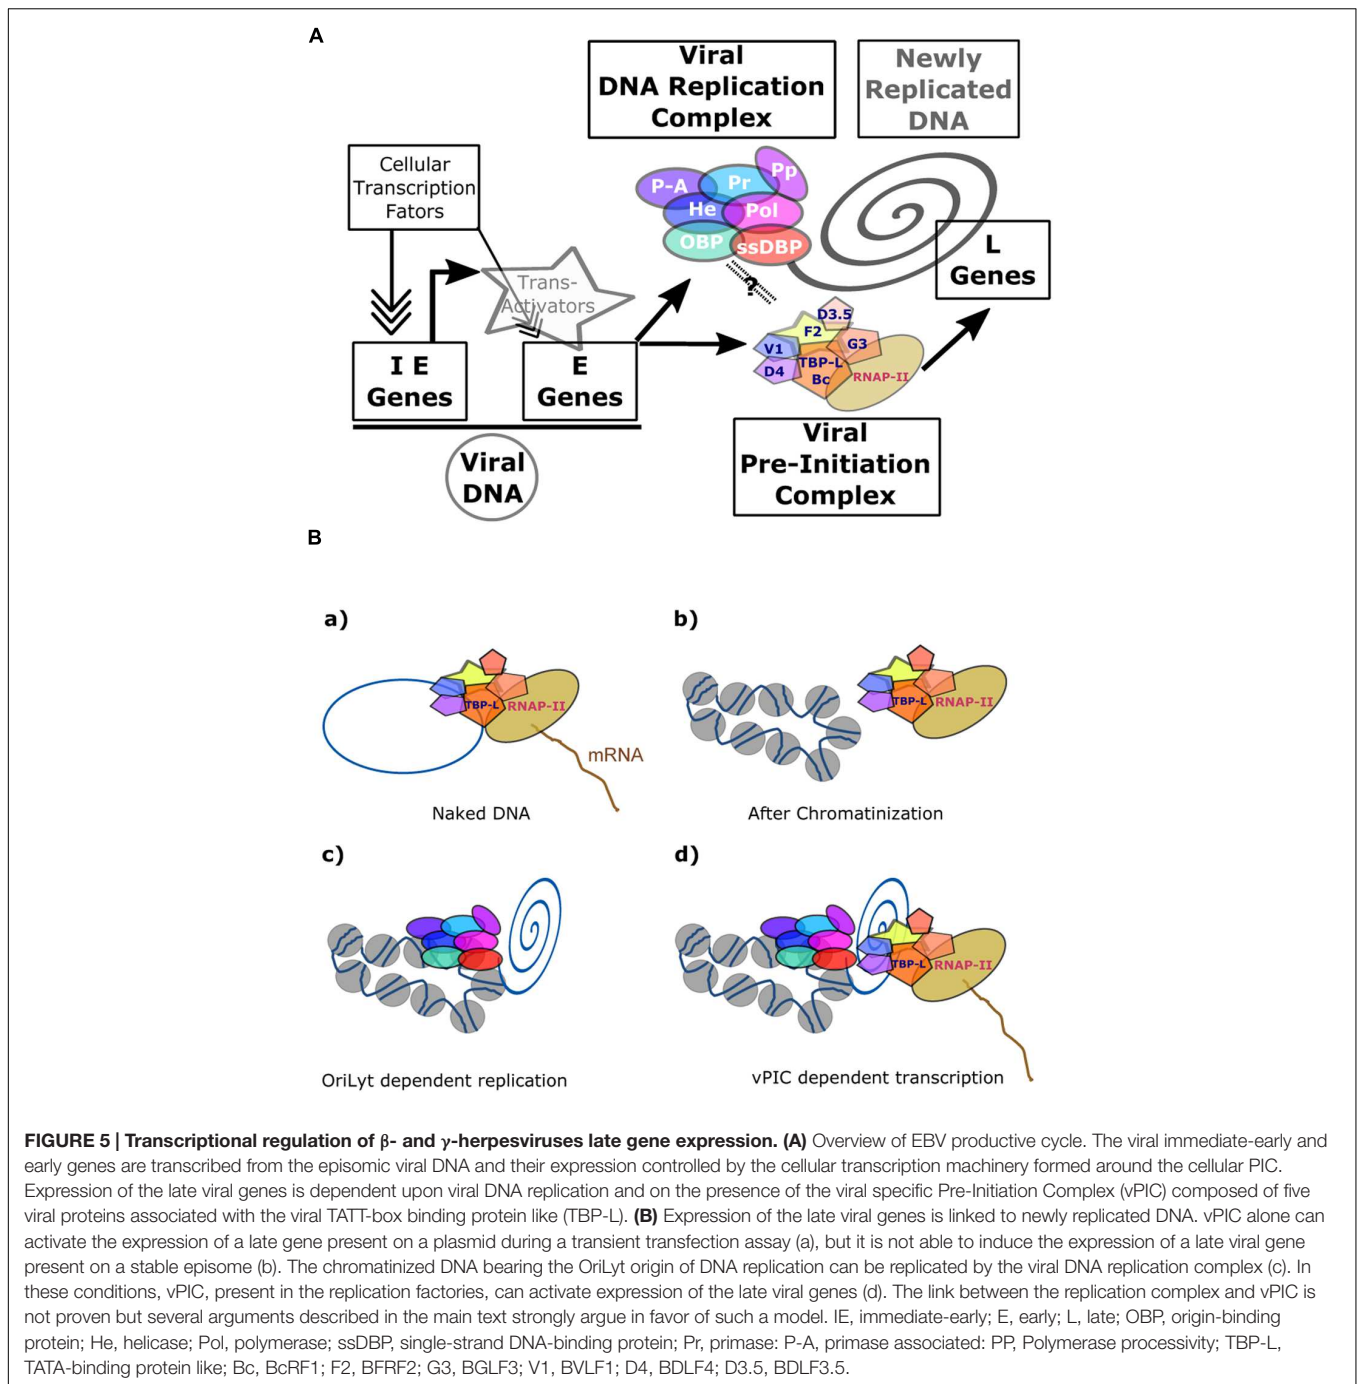 A
Viral
DNA Replication
Complex
Newly
Replicated
DNA
Cellular
Transcription
Fators
P-A
Pr
Pp
He
Pol
OBP
ssDBP
?
L
Genes
Trans-
Activators
I E
Genes
E
Genes
D3.5
F2
V1
G3
D4
TBP-L
Bc
RNAP-II
Viral
DNA
Viral
Pre-Initiation
Complex
B
a)
TBP-L
RNAP-II
mRNA
Naked DNA
b)
TBP-L
RNAP-II
After Chromatinization
c)
OriLyt dependent replication
d)
TBP-L
RNAP-II
vPIC dependent transcription
FIGURE 5 | Transcriptional regulation of β- and γ-herpesviruses late gene expression. (A) Overview of EBV productive cycle. The viral immediate-early and
early genes are transcribed from the episomic viral DNA and their expression controlled by the cellular transcription machinery formed around the cellular PIC.
Expression of the late viral genes is dependent upon viral DNA replication and on the presence of the viral specific Pre-Initiation Complex (vPIC) composed of five
viral proteins associated with the viral TATT-box binding protein like (TBP-L). (B) Expression of the late viral genes is linked to newly replicated DNA. vPIC alone can
activate the expression of a late gene present on a plasmid during a transient transfection assay (a), but it is not able to induce the expression of a late viral gene
present on a stable episome (b). The chromatinized DNA bearing the OriLyt origin of DNA replication can be replicated by the viral DNA replication complex (c). In
these conditions, vPIC, present in the replication factories, can activate expression of the late viral genes (d). The link between the replication complex and vPIC is
not proven but several arguments described in the main text strongly argue in favor of such a model. IE, immediate-early; E, early; L, late; OBP, origin-binding
protein; He, helicase; Pol, polymerase; ssDBP, single-strand DNA-binding protein; Pr, primase: P-A, primase associated: PP, Polymerase processivity; TBP-L,
TATA-binding protein like; Bc, BcRF1; F2, BFRF2; G3, BGLF3; V1, BVLF1; D4, BDLF4; D3.5, BDLF3.5.